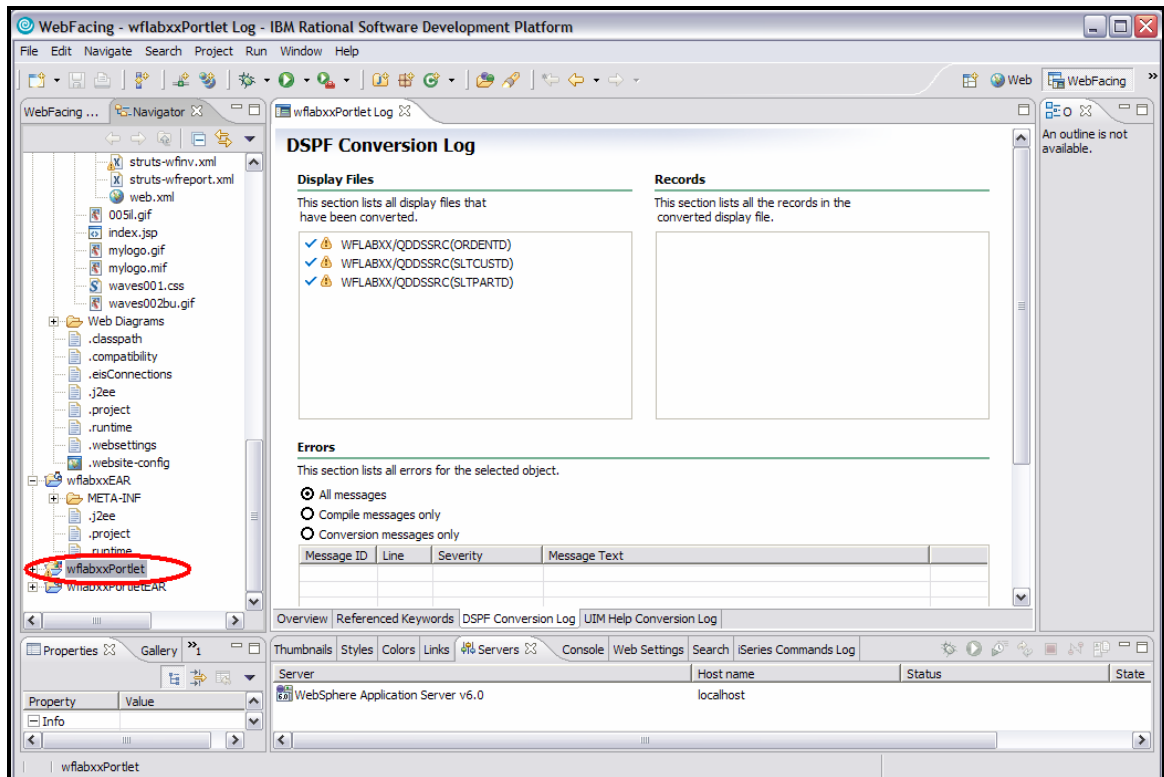 WebFacing - wflabxxPortlet Log - IBM Rational Software Development Platform
File Edit Navigate Search Project Run Window Help
Web WebFacing »
WebFacing ... Navigator
struts-wfinv.xml
struts-wfreport.xml
web.xml
005il.gif
index.jsp
mylogo.gif
mylogo.mif
waves001.css
waves002bu.gif
Web Diagrams
.classpath
.compatibility
.eisConnections
.j2ee
.project
.runtime
.websettings
.website-config
wflabxxEAR
META-INF
.j2ee
.project
.runtime
wflabxxPortlet
wflabxxPortletEAR
wflabxxPortlet Log
DSPF Conversion Log
Display Files
This section lists all display files that
have been converted.
WFLABXX/QDDSSRC(ORDENTD)
WFLABXX/QDDSSRC(SLTCUSTD)
WFLABXX/QDDSSRC(SLTPARTD)
Records
This section lists all the records in the
converted display file.
Errors
This section lists all errors for the selected object.
All messages
Compile messages only
Conversion messages only
Message ID Line Severity Message Text
Overview Referenced Keywords DSPF Conversion Log UIM Help Conversion Log
O
An outline is not
available.
Properties Gallery »1
Property Value
Info
Thumbnails Styles Colors Links Servers Console Web Settings Search iSeries Commands Log
Server Host name Status State
6.0 WebSphere Application Server v6.0 localhost
wflabxxPortlet